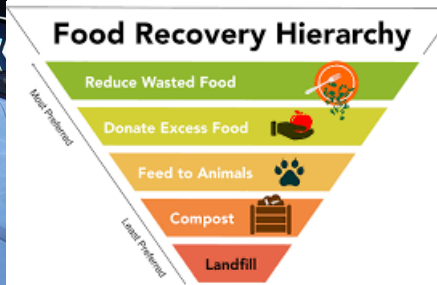 Food Recovery Hierarchy
Most Preferred
Reduce Wasted Food
Donate Excess Food
Feed to Animals
Least Preferred
Compost
Landfill